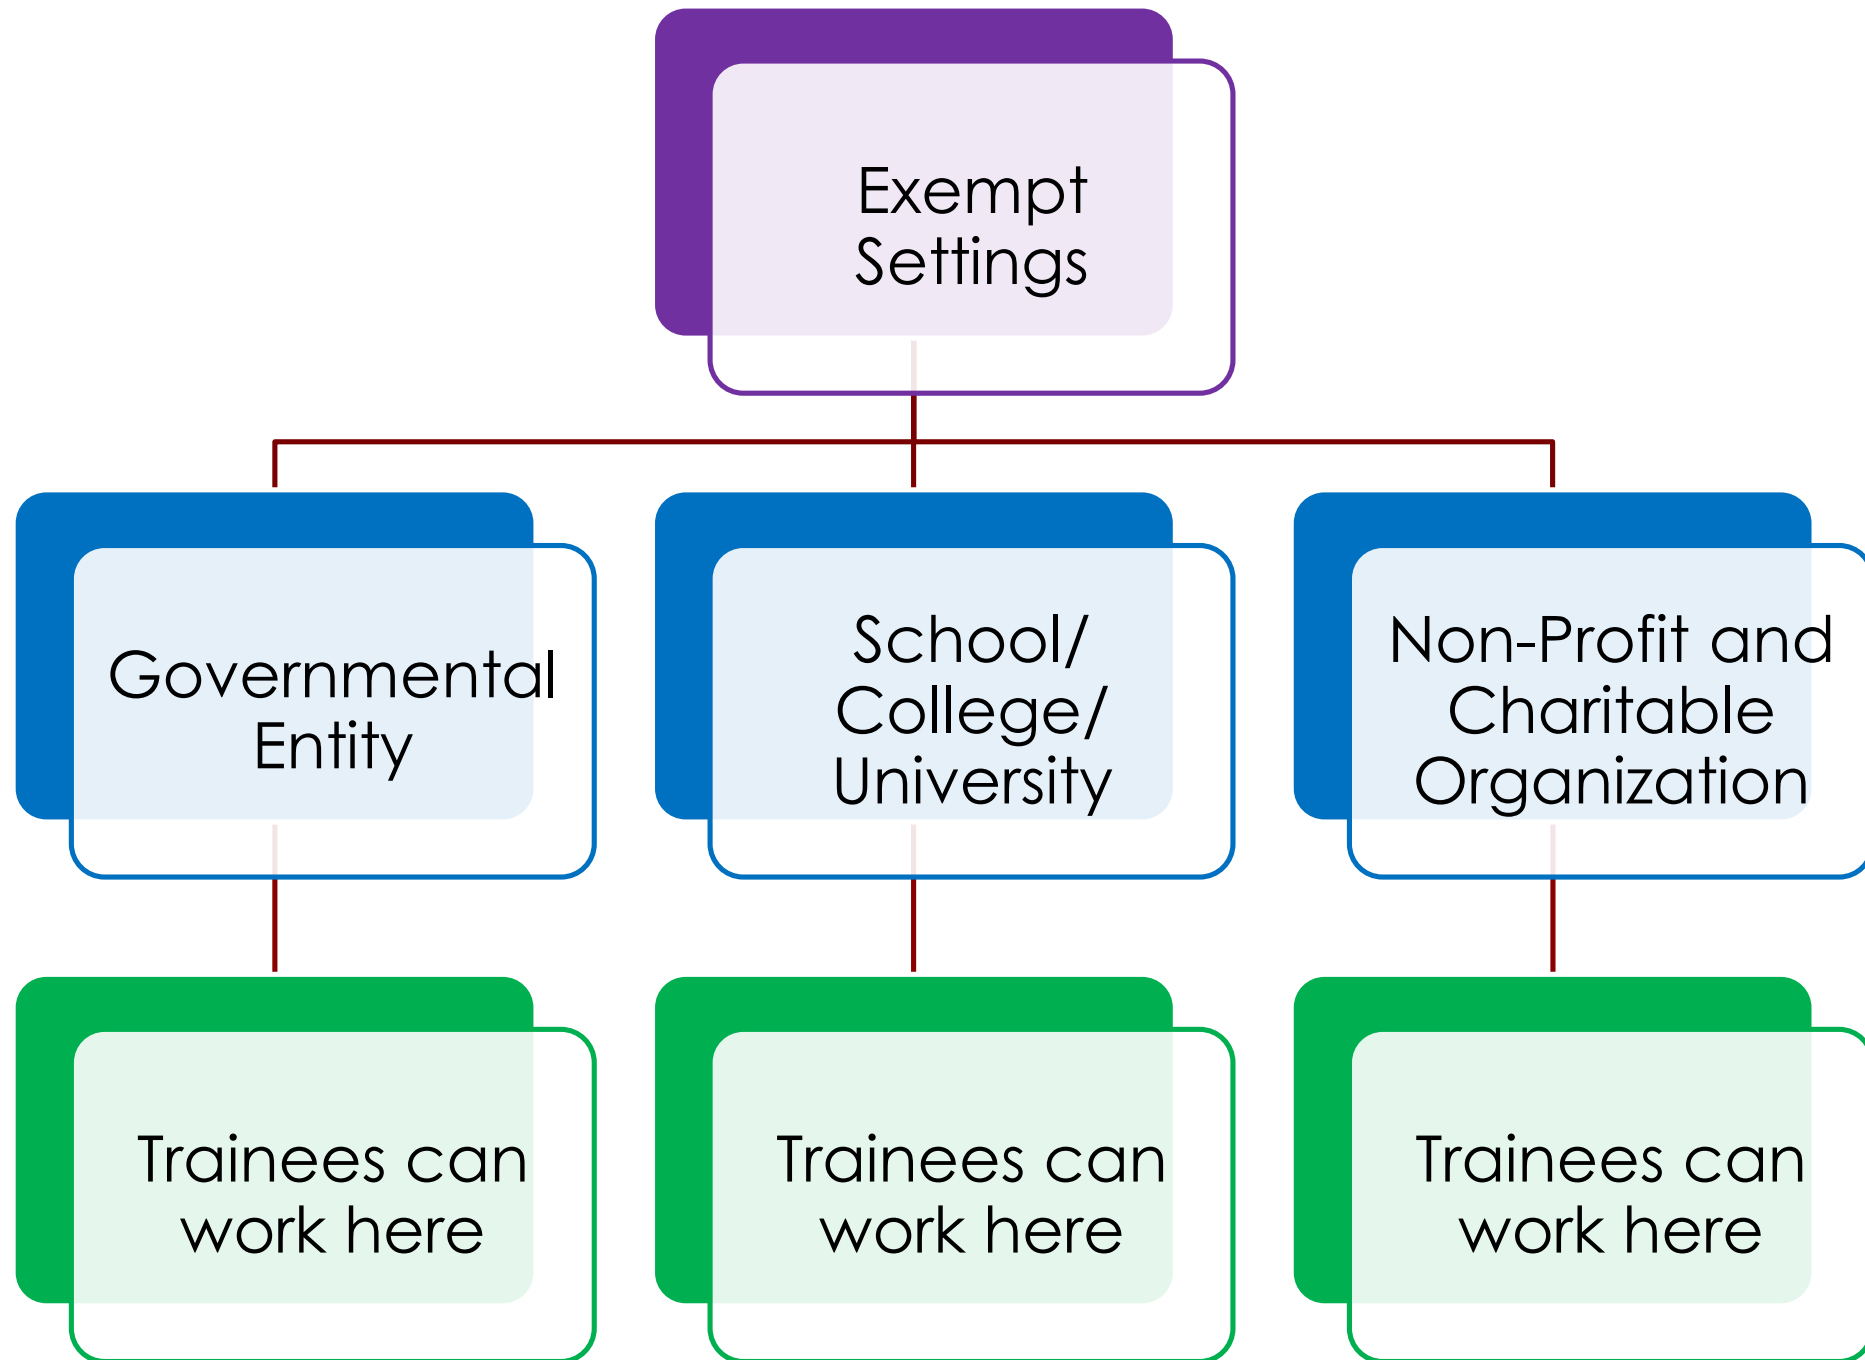 Exempt
Settings
Governmental
Entity
School/
College/
University
Non-Profit and
Charitable
Organization
Trainees can
work here
Trainees can
work here
Trainees can
work here